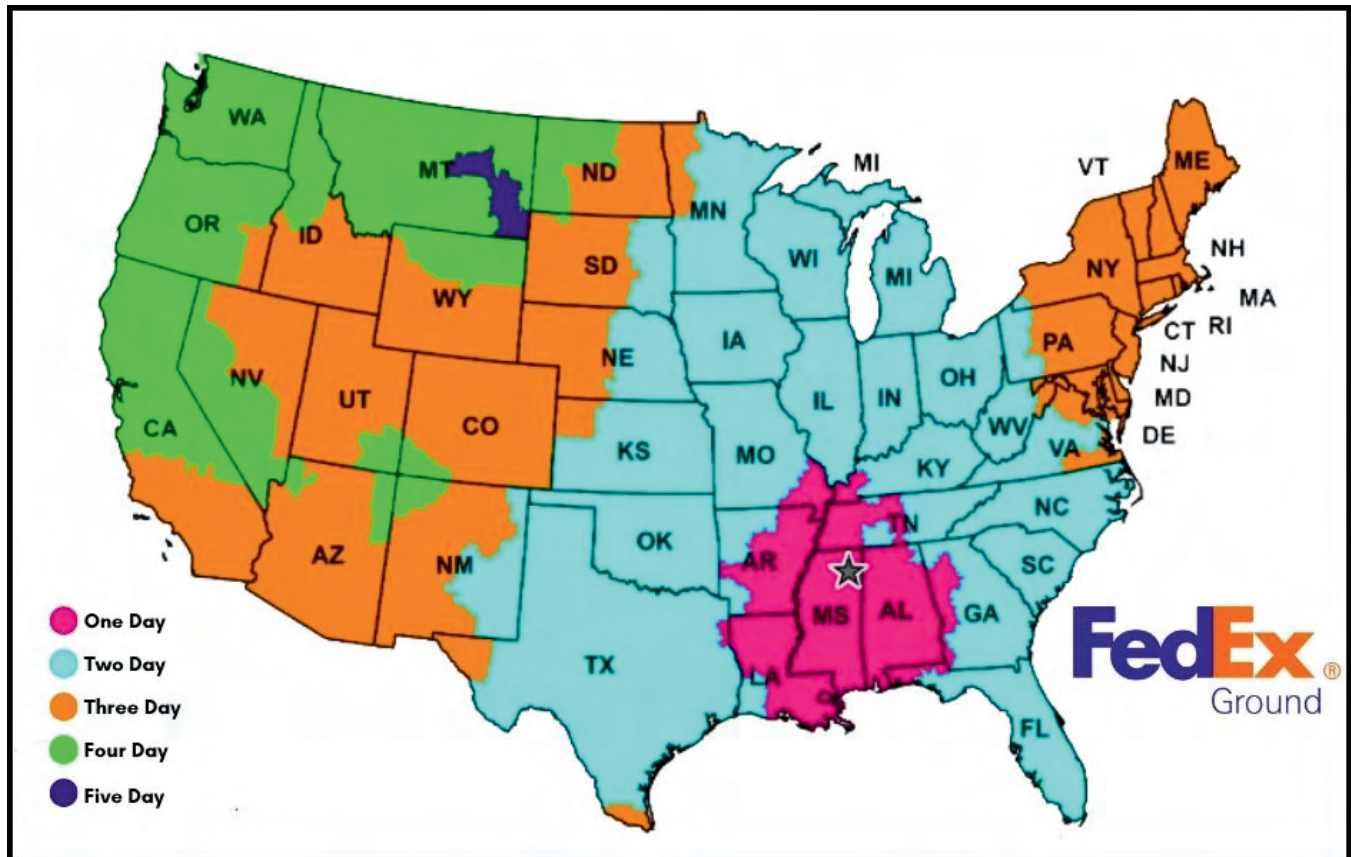 WA
MT
ND
MN
MI
VT
ME
OR
ID
SD
WI
MI
NY
NH
WY
MA
IA
CT
RI
NV
NE
PA
NJ
UT
CO
IL
IN
OH
MD
CA
KS
MO
KY
WV
VA
DE
AZ
NM
OK
AR
TN
NC
SC
MS
AL
GA
TX
LA
FL
One Day
Two Day
Three Day
Four Day
Five Day
FedEx®
Ground